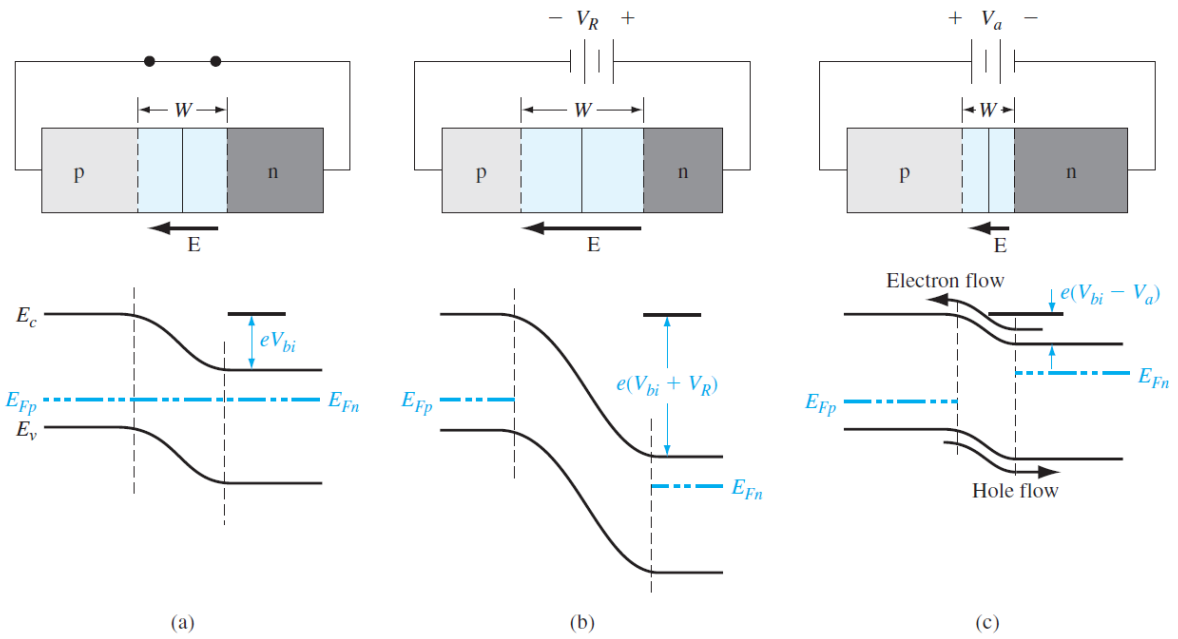 − V_R +
+ V_a −
W
W
W
p
n
p
n
p
n
E
E
E
Electron flow
e(V_bi − V_a)
E_c
eV_bi
e(V_bi + V_R)
E_Fn
E_Fp
E_Fn
E_Fp
E_Fp
E_v
E_Fn
Hole flow
(a)
(b)
(c)